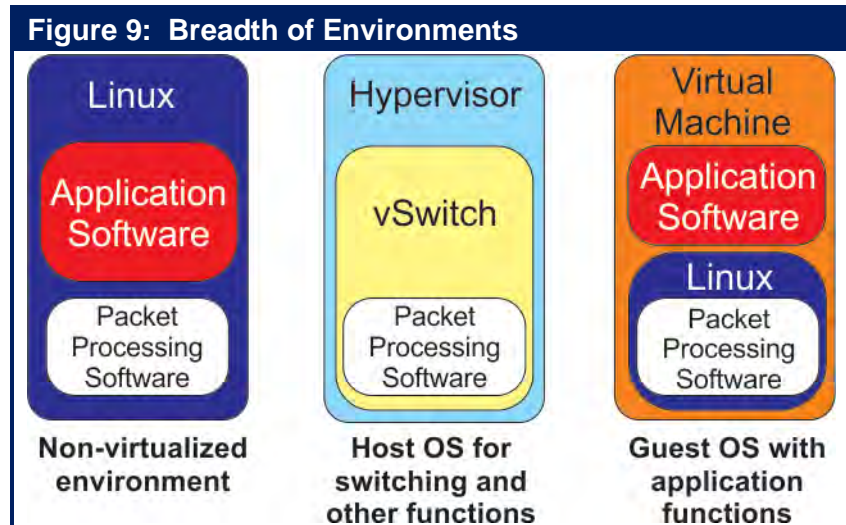 Figure 9: Breadth of Environments
Linux
Application
Software
Packet
Processing
Software
Non-virtualized
environment
Hypervisor
vSwitch
Packet
Processing
Software
Host OS for
switching and
other functions
Virtual
Machine
Application
Software
Linux
Packet
Processing
Software
Guest OS with
application
functions